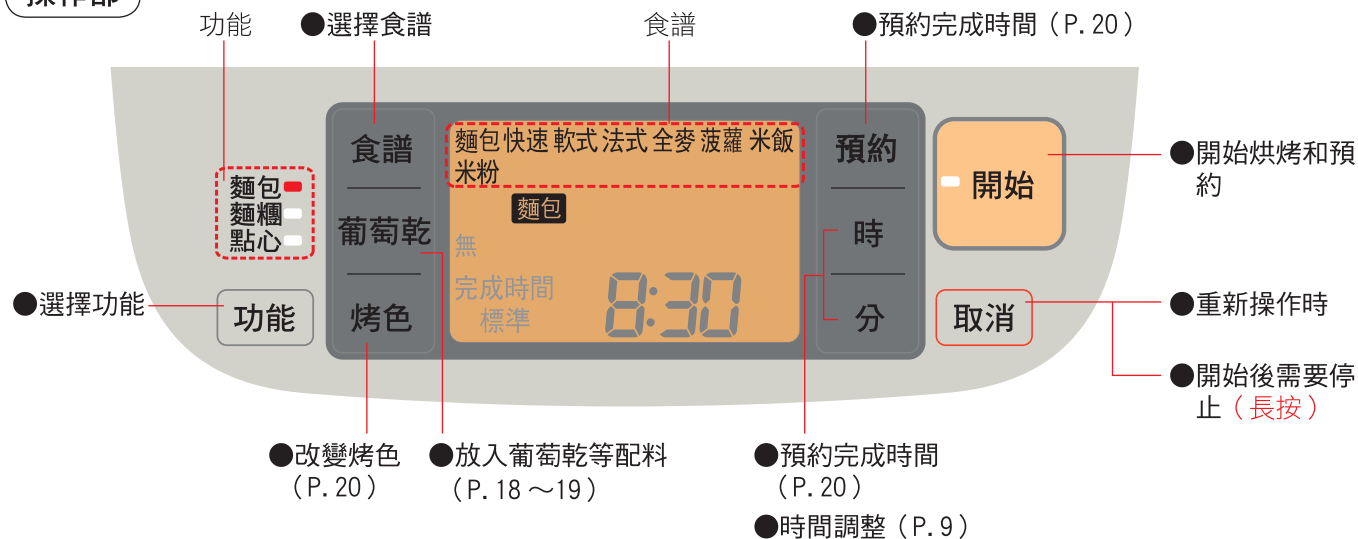 操作部
功能
●選擇食譜
食譜
●預約完成時間（P.20）
食譜
葡萄乾
烤色
麵包 快速 軟式 法式 全麥 菠蘿 米飯
米粉
麵包
無
完成時間
標準
8:30
預約
時
分
開始
取消
麵包
麵糰
點心
功能
●選擇功能
●開始烘烤和預
約
●重新操作時
●開始後需要停
止（長按）
●改變烤色
（P.20）
●放入葡萄乾等配料
（P.18～19）
●預約完成時間
（P.20）
●時間調整（P.9）